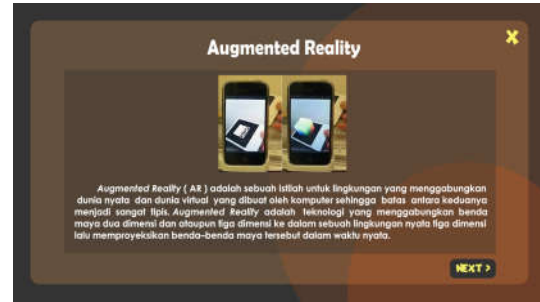 Augmented Reality
X
Augmented Reality ( AR ) adalah sebuah istilah untuk lingkungan yang menggabungkan
dunia nyata dan dunia virtual yang dibuat oleh komputer sehingga batas antara keduanya
menjadi sangat tipis. Augmented Reality adalah teknologi yang menggabungkan benda
maya dua dimensi dan ataupun tiga dimensi ke dalam sebuah lingkungan nyata tiga dimensi
lalu memproyeksikan benda-benda maya tersebut dalam waktu nyata.
NEXT >